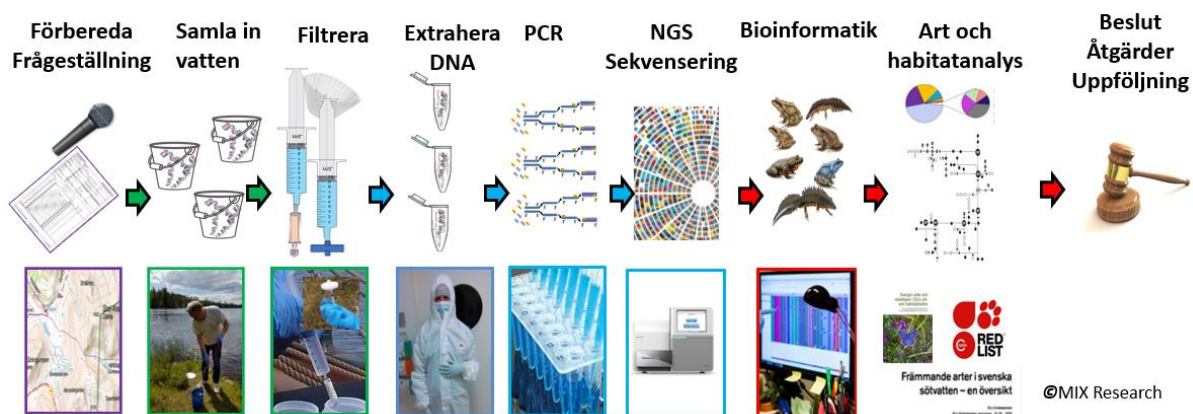 Förbereda
Frågeställning
Samla in
vatten
Filtrera
Extrahera
DNA
PCR
NGS
Sekvensering
Bioinformatik
Art och
habitatanalys
Beslut
Åtgärder
Uppföljning
RED
LIST
Främmande arter i svenska
sötvatten – en översikt
©MIX Research